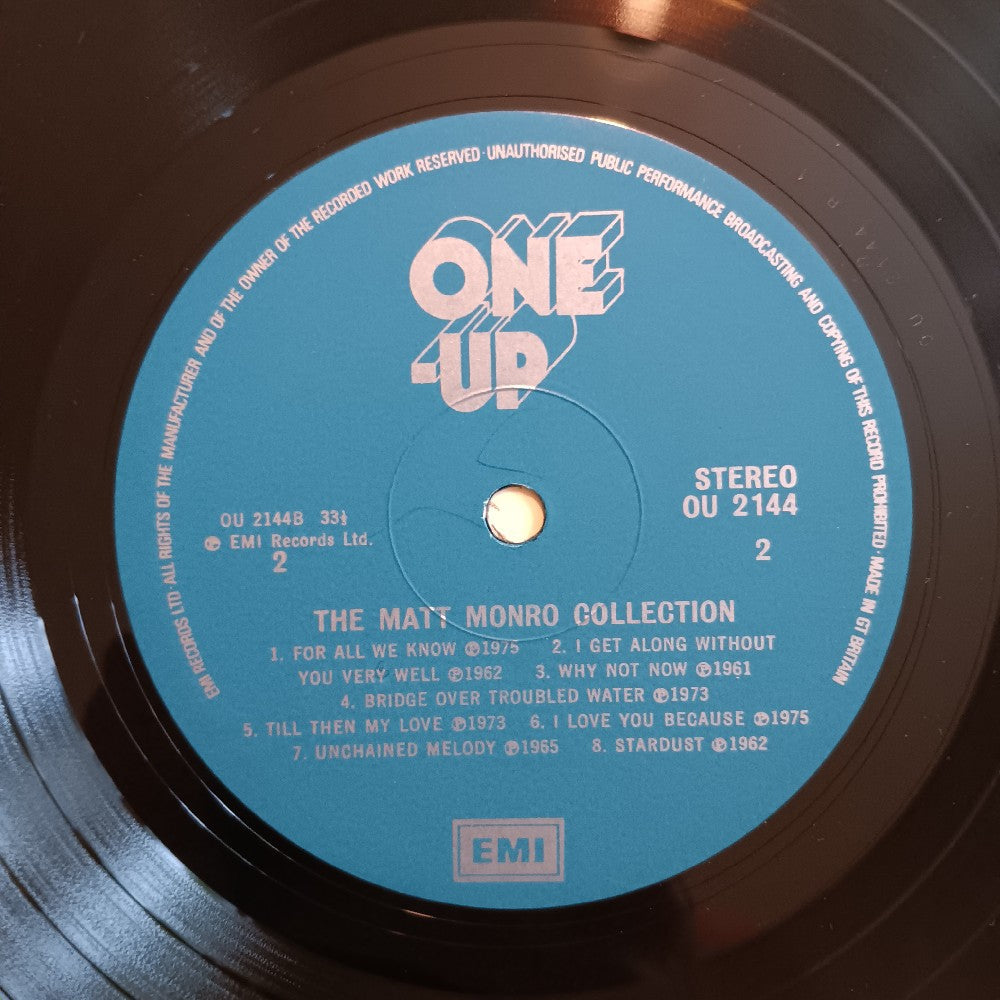 EMI RECORDS LTD·ALL RIGHTS OF THE MANUFACTURER AND OF THE OWNER OF THE RECORDED WORK RESERVED·UNAUTHORISED PUBLIC PERFORMANCE BROADCASTING AND COPYING OF THIS RECORD PROHIBITED·MADE IN GT BRITAIN
ONE
-UP
STEREO
OU 2144
OU 2144B 33⅓
℗ EMI Records Ltd.
2
2
THE MATT MONRO COLLECTION
1. FOR ALL WE KNOW ℗1975 2. I GET ALONG WITHOUT
YOU VERY WELL ℗1962 3. WHY NOT NOW ℗1961
4. BRIDGE OVER TROUBLED WATER ℗1973
5. TILL THEN MY LOVE ℗1973 6. I LOVE YOU BECAUSE ℗1975
7. UNCHAINED MELODY ℗1965 8. STARDUST ℗1962
EMI